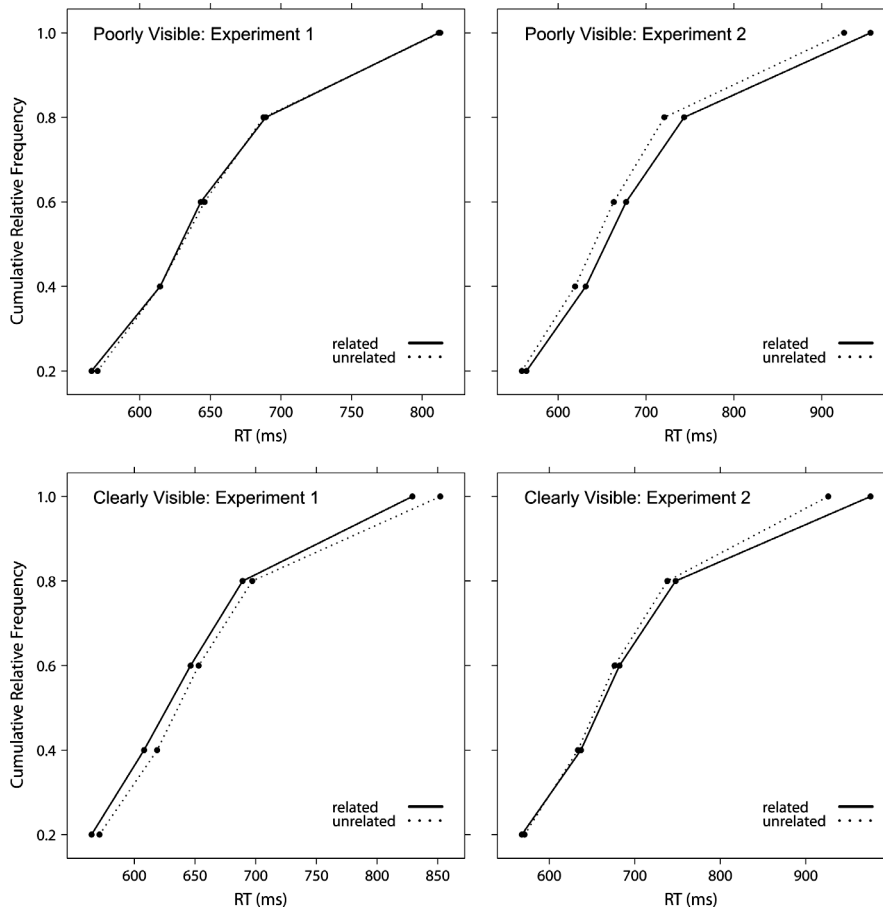 Poorly Visible: Experiment 1
Cumulative Relative Frequency
1.0
0.8
0.6
0.4
0.2
related
unrelated
600 650 700 750 800
RT (ms)
Poorly Visible: Experiment 2
related
unrelated
600 700 800 900
RT (ms)
Clearly Visible: Experiment 1
Cumulative Relative Frequency
1.0
0.8
0.6
0.4
0.2
related
unrelated
600 650 700 750 800 850
RT (ms)
Clearly Visible: Experiment 2
related
unrelated
600 700 800 900
RT (ms)